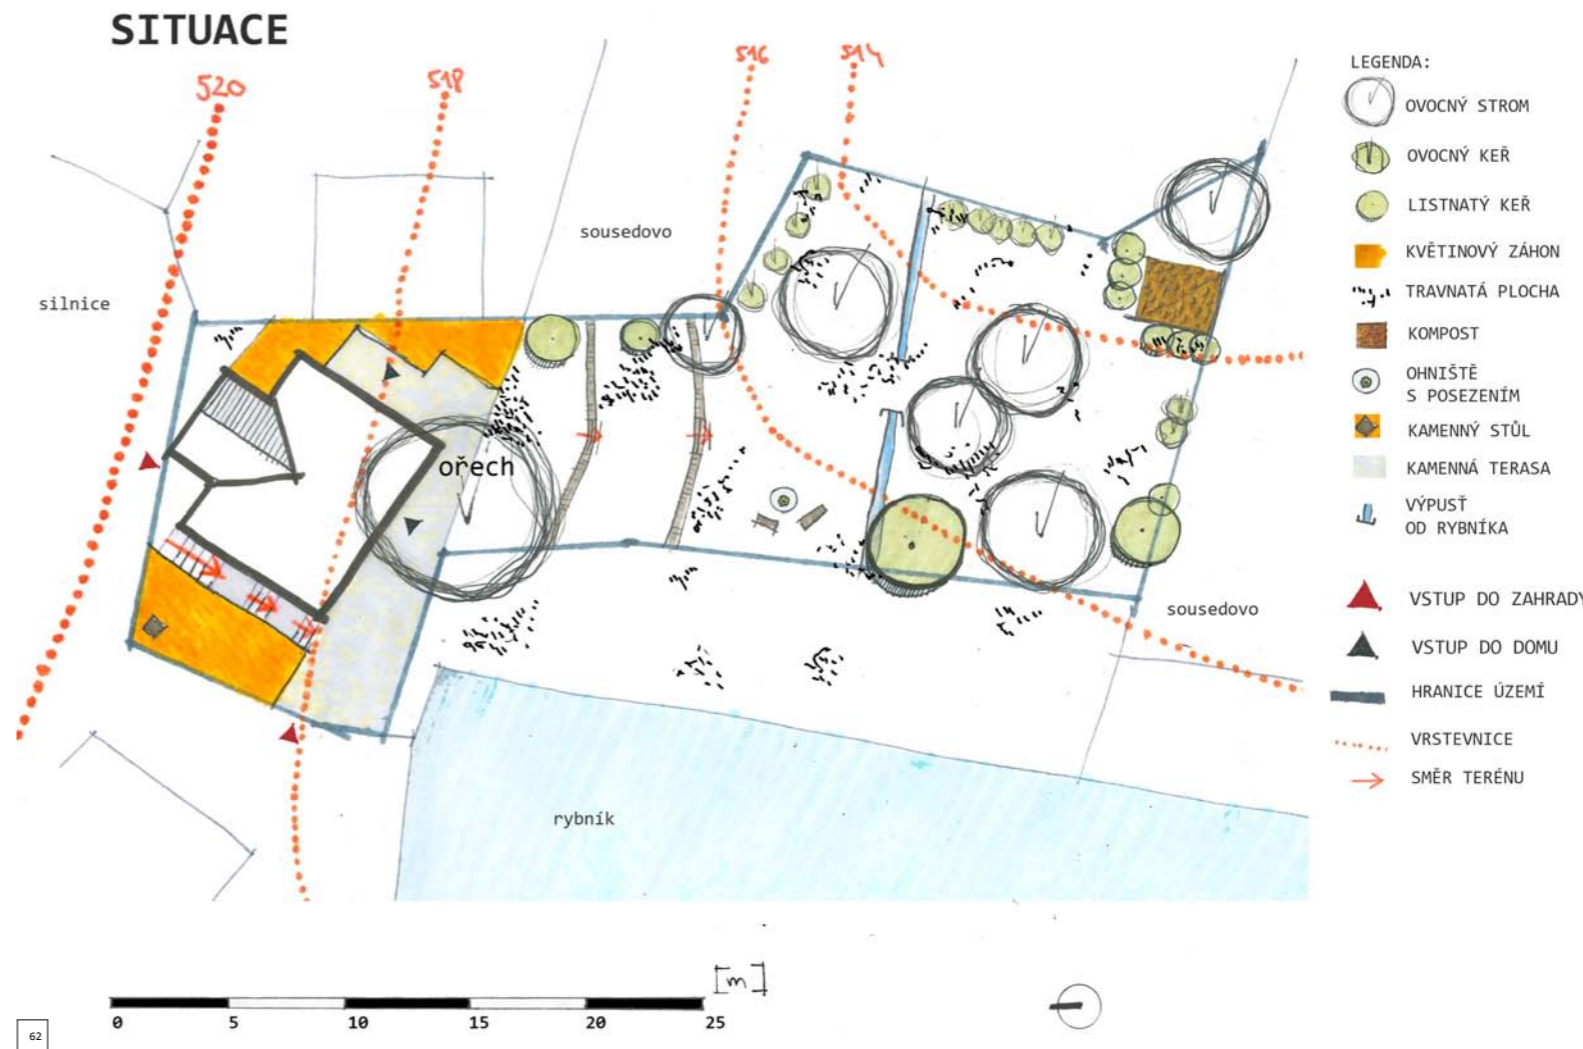 SITUACE
520
518
516
514
sousedovo
silnice
ořech
sousedovo
rybník
LEGENDA:
OVOCNÝ STROM
OVOCNÝ KEŘ
LISTNATÝ KEŘ
KVĚTINOVÝ ZÁHON
TRAVNATÁ PLOCHA
KOMPOST
OHNIŠTĚ
S POSEZENÍM
KAMENNÝ STŮL
KAMENNÁ TERASA
VÝPUSŤ
OD RYBNÍKA
VSTUP DO ZAHRADY
VSTUP DO DOMU
HRANICE ÚZEMÍ
VRSTEVNICE
SMĚR TERÉNU
[m]
0 5 10 15 20 25
62